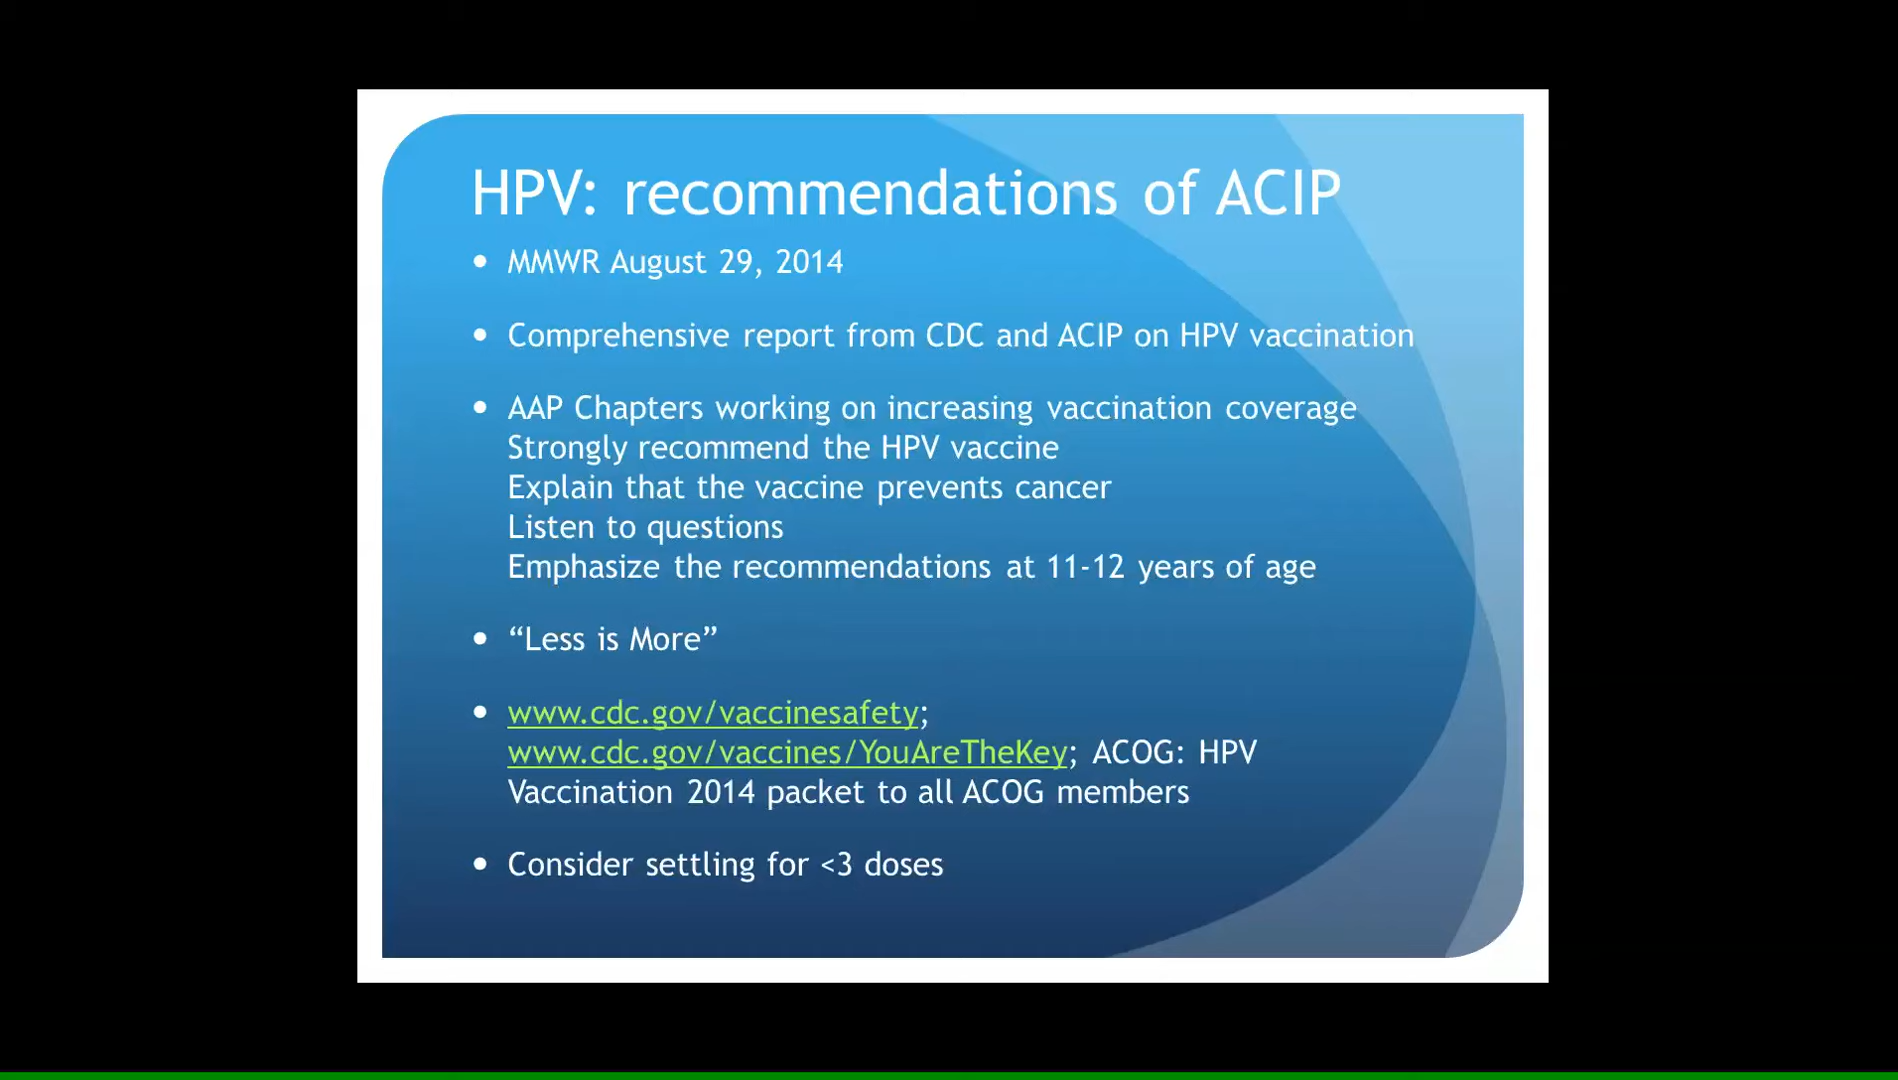 HPV: recommendations of ACIP
• MMWR August 29, 2014
• Comprehensive report from CDC and ACIP on HPV vaccination
• AAP Chapters working on increasing vaccination coverage
Strongly recommend the HPV vaccine
Explain that the vaccine prevents cancer
Listen to questions
Emphasize the recommendations at 11-12 years of age
• “Less is More”
• www.cdc.gov/vaccinesafety;
www.cdc.gov/vaccines/YouAreTheKey; ACOG: HPV
Vaccination 2014 packet to all ACOG members
• Consider settling for <3 doses